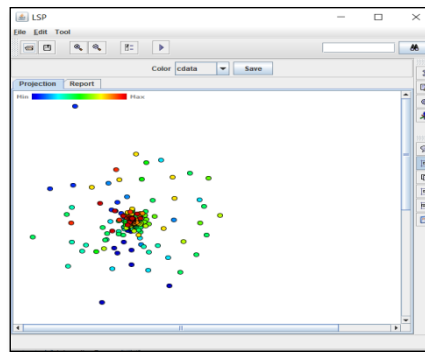 LSP
File Edit Tool
Color cdata Save
Projection Report
Min Max